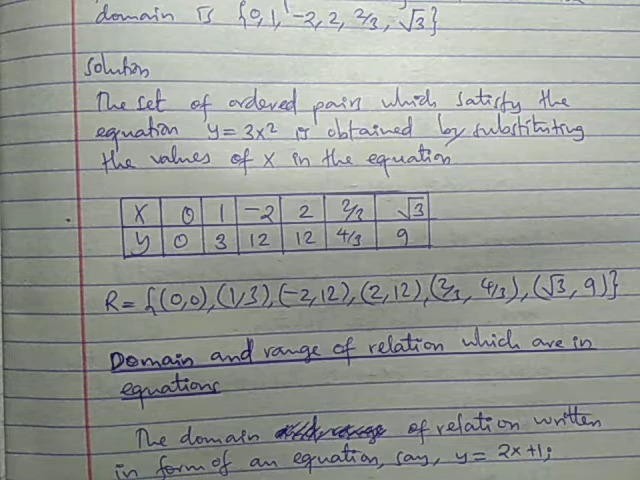 domain is {0, 1, -2, 2, 2/3, √3}
Solution
The set of ordered pairs which satisfy the
equation y = 3x² is obtained by substituting
the values of x in the equation
X 0 1 -2 2 2/3 √3
Y 0 3 12 12 4/3 9
R = {(0,0), (1,3), (-2,12), (2,12), (2/3, 4/3), (√3, 9)}
Domain and range of relation which are in
equations
The domain of relation written
in form of an equation, say, y = 2x+1;